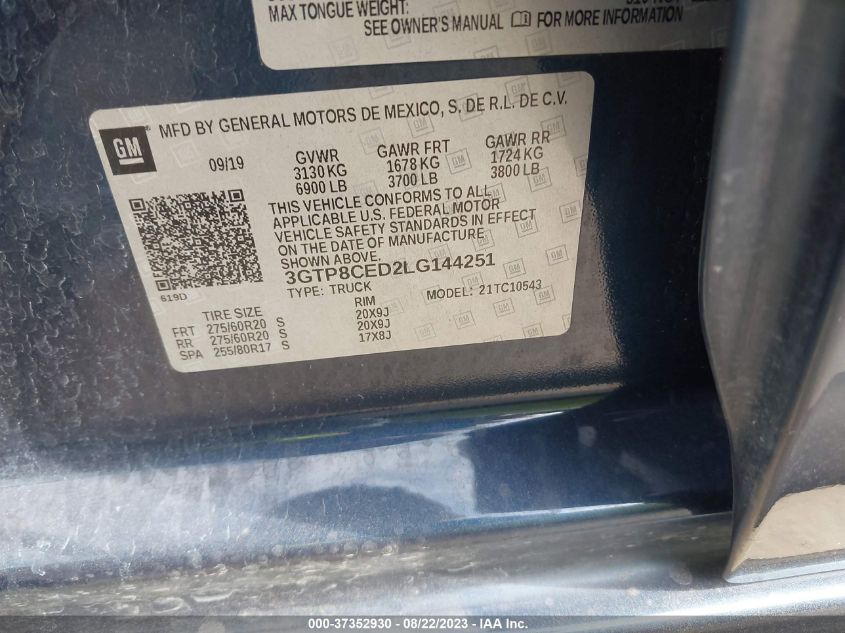 MAX TONGUE WEIGHT:
SEE OWNER'S MANUAL FOR MORE INFORMATION
GM
MFD BY GENERAL MOTORS DE MEXICO, S. DE R.L. DE C.V.
09/19 GVWR GAWR FRT GAWR RR
3130 KG 1678 KG 1724 KG
6900 LB 3700 LB 3800 LB
THIS VEHICLE CONFORMS TO ALL
APPLICABLE U.S. FEDERAL MOTOR
VEHICLE SAFETY STANDARDS IN EFFECT
ON THE DATE OF MANUFACTURE
SHOWN ABOVE.
3GTP8CED2LG144251
619D TYPE: TRUCK MODEL: 21TC10543
TIRE SIZE RIM
FRT 275/60R20 S 20X9J
RR 275/60R20 S 20X9J
SPA 255/80R17 S 17X8J
000-37352930 - 08/22/2023 - IAA Inc.